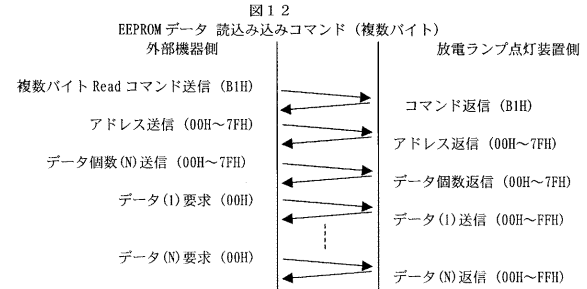 図１２
EEPROMデータ 読込み込みコマンド (複数バイト)
外部機器側 放電ランプ点灯装置側
複数バイト Read コマンド送信 (B1H)
コマンド返信 (B1H)
アドレス送信 (00H～7FH)
アドレス返信 (00H～7FH)
データ個数(N)送信 (00H～7FH)
データ個数返信 (00H～7FH)
データ(1)要求 (00H)
データ(1)送信 (00H～FFH)
データ(N)要求 (00H)
データ(N)返信 (00H～FFH)